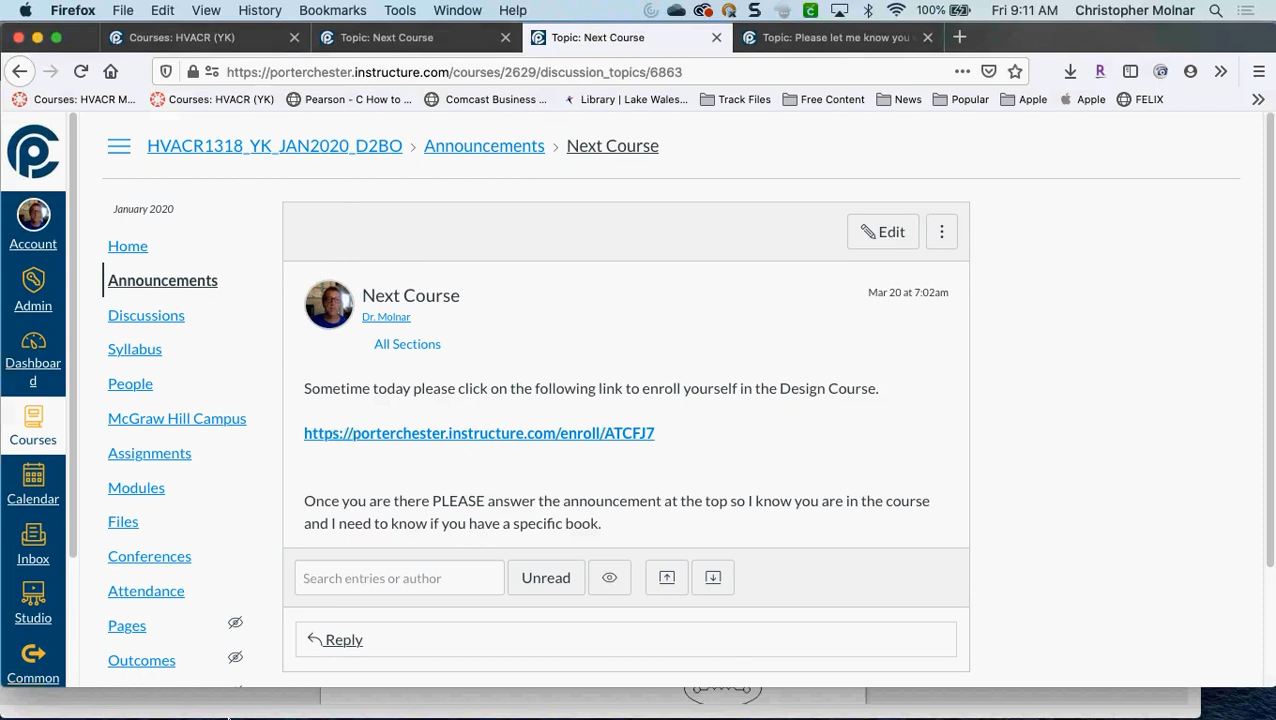 Firefox File Edit View History Bookmarks Tools Window Help 100% Fri 9:11 AM Christopher Molnar
Courses: HVACR (YK) Topic: Next Course Topic: Next Course Topic: Please let me know you
https://porterchester.instructure.com/courses/2629/discussion_topics/6863
Courses: HVACR M... Courses: HVACR (YK) Pearson - C How to ... Comcast Business ... Library | Lake Wales... Track Files Free Content News Popular Apple Apple FELIX
HVACR1318_YK_JAN2020_D2BO > Announcements > Next Course
Account
Admin
Dashboar
d
Courses
Calendar
Inbox
Studio
Common
January 2020
Home
Announcements
Discussions
Syllabus
People
McGraw Hill Campus
Assignments
Modules
Files
Conferences
Attendance
Pages
Outcomes
Edit
Next Course
Mar 20 at 7:02am
Dr. Molnar
All Sections
Sometime today please click on the following link to enroll yourself in the Design Course.
https://porterchester.instructure.com/enroll/ATCFJ7
Once you are there PLEASE answer the announcement at the top so I know you are in the course
and I need to know if you have a specific book.
Search entries or author Unread
Reply